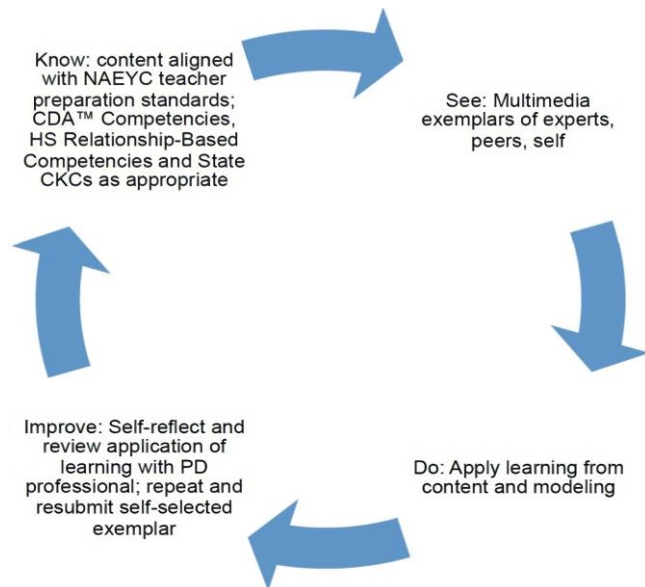 Know: content aligned
with NAEYC teacher
preparation standards;
CDA™ Competencies,
HS Relationship-Based
Competencies and State
CKCs as appropriate
See: Multimedia
exemplars of experts,
peers, self
Do: Apply learning from
content and modeling
Improve: Self-reflect and
review application of
learning with PD
professional; repeat and
resubmit self-selected
exemplar